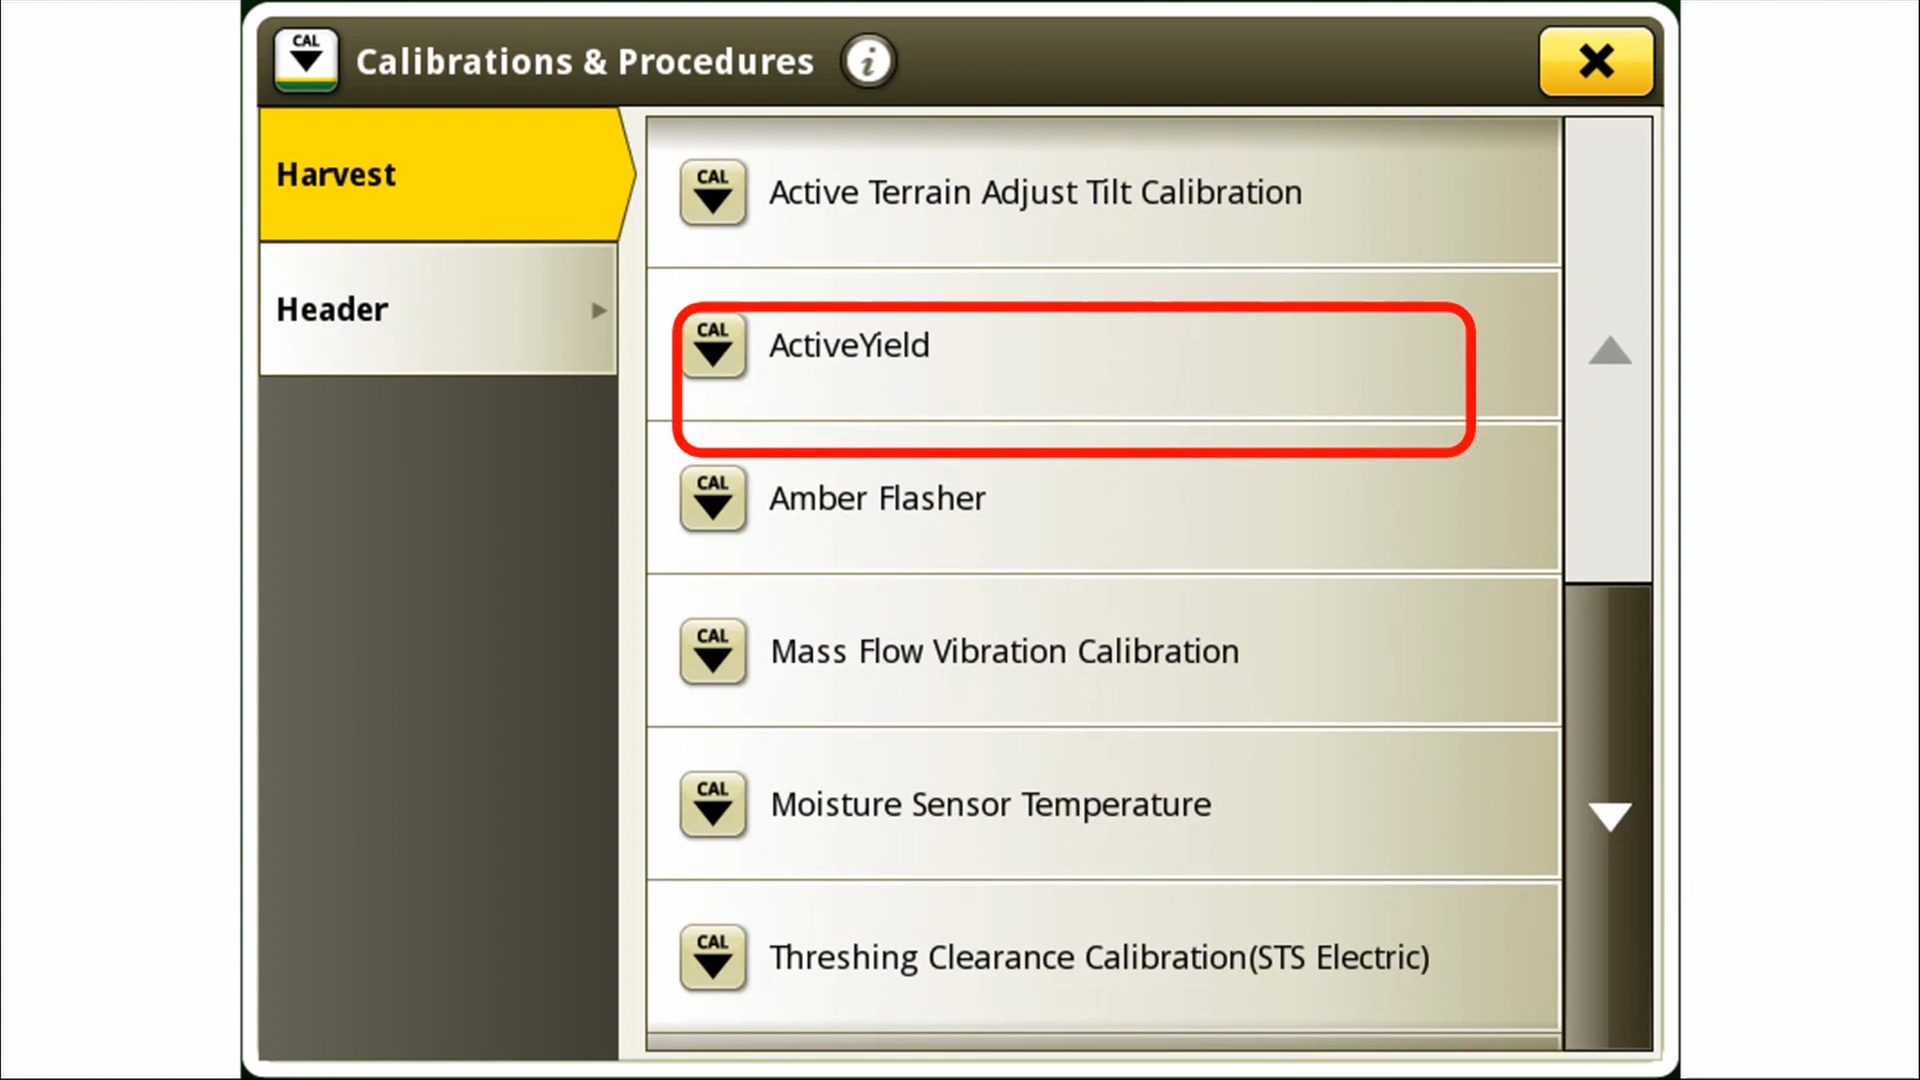 CAL
Calibrations & Procedures
i
Harvest
Header
CAL
Active Terrain Adjust Tilt Calibration
CAL
ActiveYield
CAL
Amber Flasher
CAL
Mass Flow Vibration Calibration
CAL
Moisture Sensor Temperature
CAL
Threshing Clearance Calibration(STS Electric)